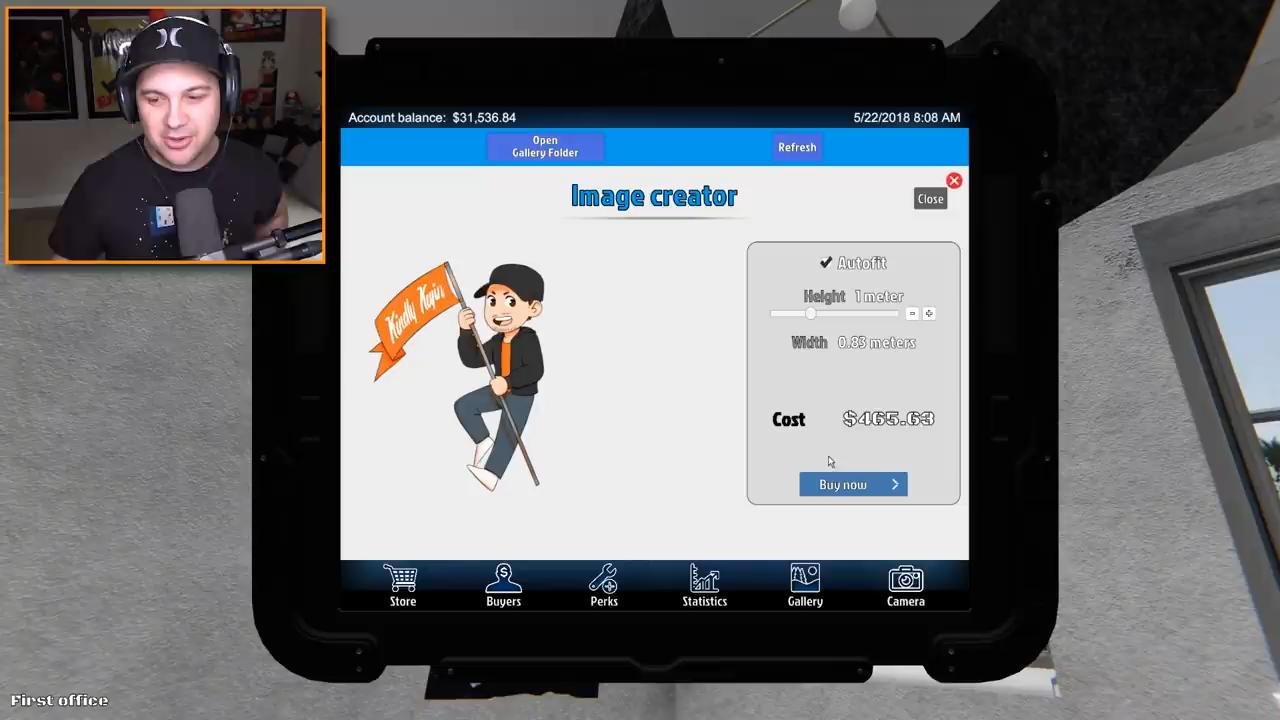 Account balance: $31,536.84
5/22/2018 8:08 AM
Open
Gallery Folder
Refresh
Image creator
Close
Kindly Keyin
Autofit
Height 1 meter
Width 0.83 meters
Cost $465.63
Buy now
Store
Buyers
Perks
Statistics
Gallery
Camera
First office